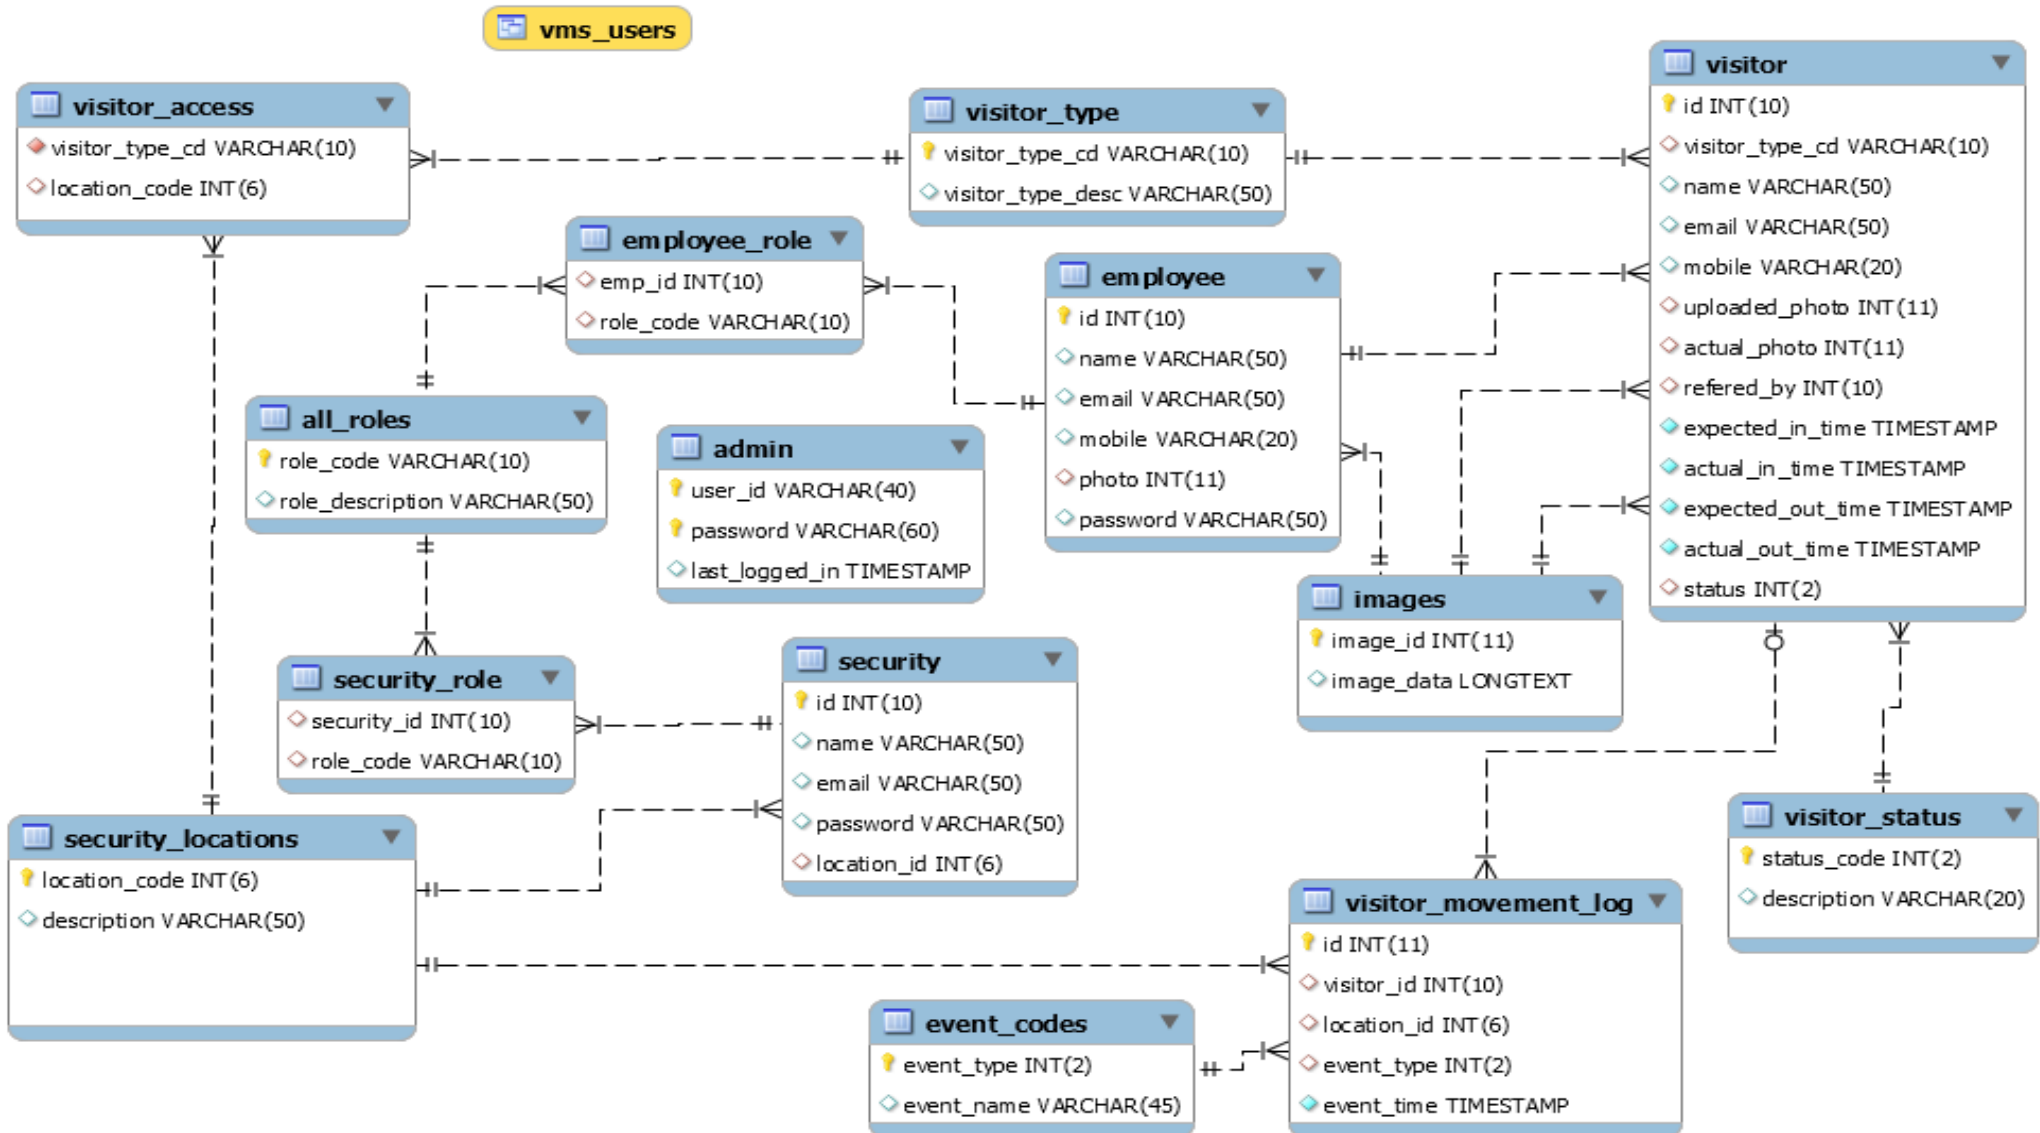 vms_users
visitor_access
visitor_type_cd VARCHAR(10)
location_code INT(6)
visitor_type
visitor_type_cd VARCHAR(10)
visitor_type_desc VARCHAR(50)
visitor
id INT(10)
visitor_type_cd VARCHAR(10)
name VARCHAR(50)
email VARCHAR(50)
mobile VARCHAR(20)
uploaded_photo INT(11)
actual_photo INT(11)
refered_by INT(10)
expected_in_time TIMESTAMP
actual_in_time TIMESTAMP
expected_out_time TIMESTAMP
actual_out_time TIMESTAMP
status INT(2)
employee_role
emp_id INT(10)
role_code VARCHAR(10)
employee
id INT(10)
name VARCHAR(50)
email VARCHAR(50)
mobile VARCHAR(20)
photo INT(11)
password VARCHAR(50)
all_roles
role_code VARCHAR(10)
role_description VARCHAR(50)
admin
user_id VARCHAR(40)
password VARCHAR(60)
last_logged_in TIMESTAMP
images
image_id INT(11)
image_data LONGTEXT
security_role
security_id INT(10)
role_code VARCHAR(10)
security
id INT(10)
name VARCHAR(50)
email VARCHAR(50)
password VARCHAR(50)
location_id INT(6)
security_locations
location_code INT(6)
description VARCHAR(50)
visitor_status
status_code INT(2)
description VARCHAR(20)
visitor_movement_log
id INT(11)
visitor_id INT(10)
location_id INT(6)
event_type INT(2)
event_time TIMESTAMP
event_codes
event_type INT(2)
event_name VARCHAR(45)